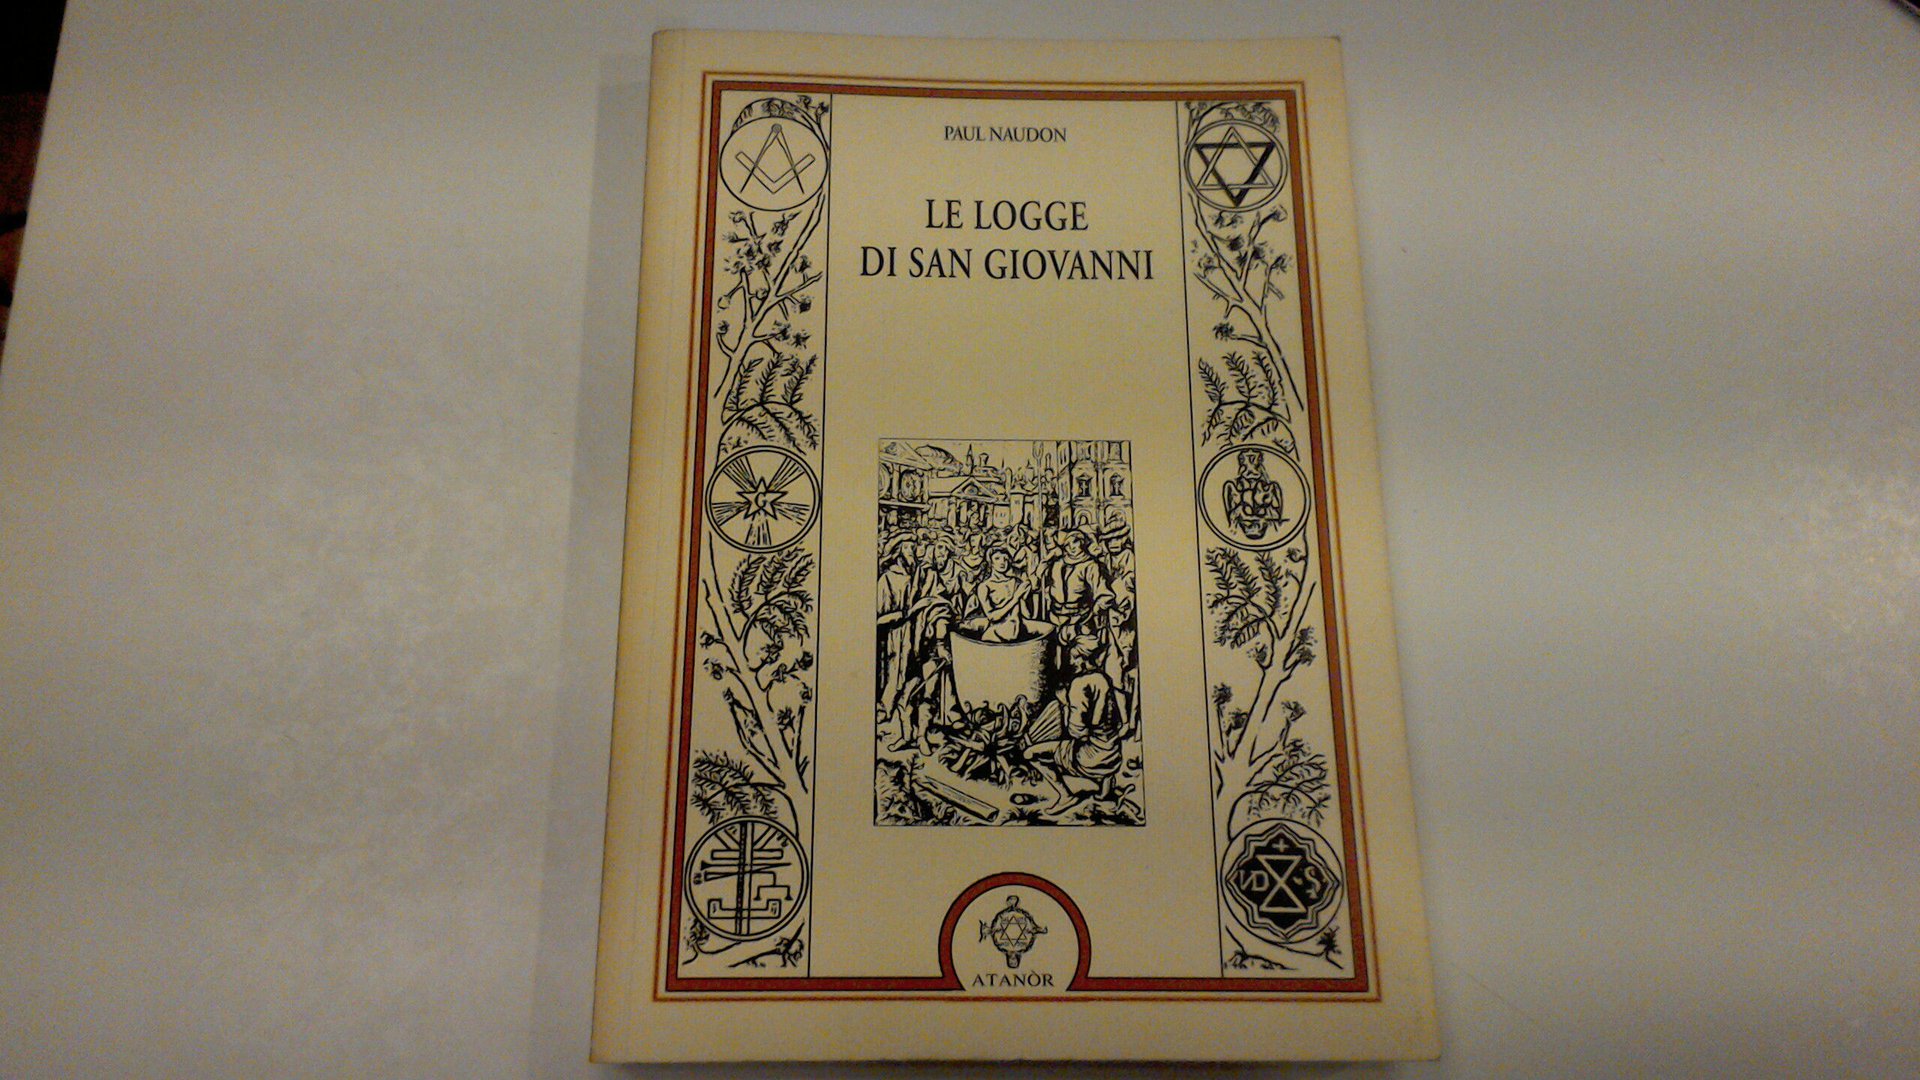 PAUL NAUDON
LE LOGGE
DI SAN GIOVANNI
G
ATANÒR